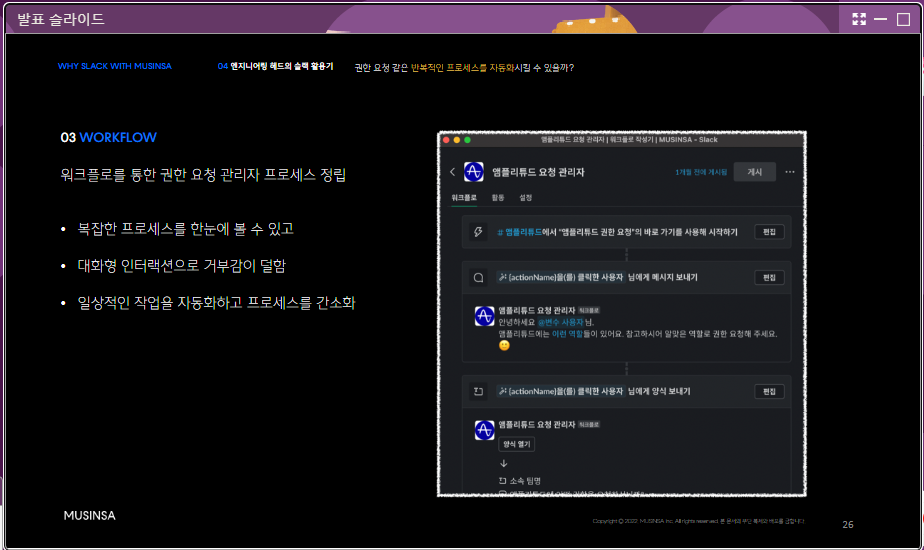 발표 슬라이드
WHY SLACK WITH MUSINSA
04 엔지니어링 헤드의 슬랙 활용기
권한 요청 같은 반복적인 프로세스를 자동화시킬 수 있을까?
03 WORKFLOW
워크플로를 통한 권한 요청 관리자 프로세스 정립
• 복잡한 프로세스를 한눈에 볼 수 있고
• 대화형 인터랙션으로 거부감이 덜함
• 일상적인 작업을 자동화하고 프로세스를 간소화
앰플리튜드 요청 관리자 | 워크플로 작성기 | MUSINSA - Slack
앰플리튜드 요청 관리자
1개월 전에 게시됨
게시
워크플로 활동 설정
# 앰플리튜드에서 "앰플리튜드 권한 요청"의 바로 가기를 사용해 시작하기
편집
{actionName}을(를) 클릭한 사용자 님에게 메시지 보내기
편집
앰플리튜드 요청 관리자 워크플로
안녕하세요 @변수 사용자 님.
앰플리튜드에는 이런 역할들이 있어요. 참고하시어 알맞은 역할로 권한 요청해 주세요.
{actionName}을(를) 클릭한 사용자 님에게 양식 보내기
편집
앰플리튜드 요청 관리자 워크플로
양식 열기
소속 팀명
MUSINSA
Copyright © 2022. MUSINSA Inc. All rights reserved. 본 문서의 무단 복제와 배포를 금합니다
26